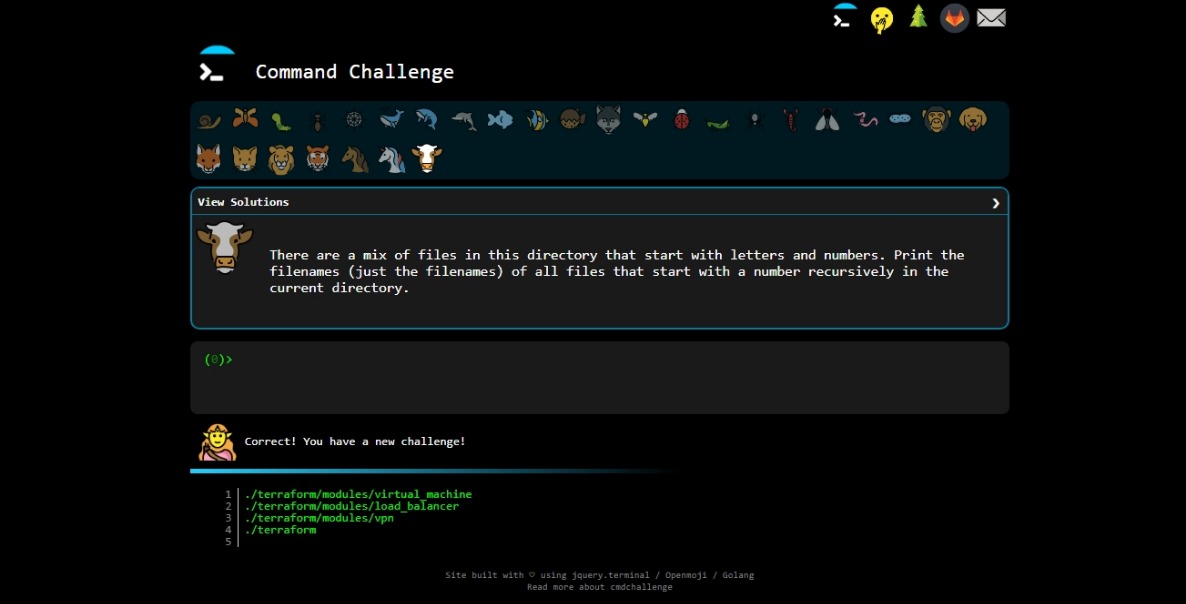 Command Challenge
View Solutions
There are a mix of files in this directory that start with letters and numbers. Print the
filenames (just the filenames) of all files that start with a number recursively in the
current directory.
(0)>
Correct! You have a new challenge!
1 ./terraform/modules/virtual_machine
2 ./terraform/modules/load_balancer
3 ./terraform/modules/vpn
4 ./terraform
5
Site built with ♡ using jquery.terminal / Openmoji / Golang
Read more about cmdchallenge